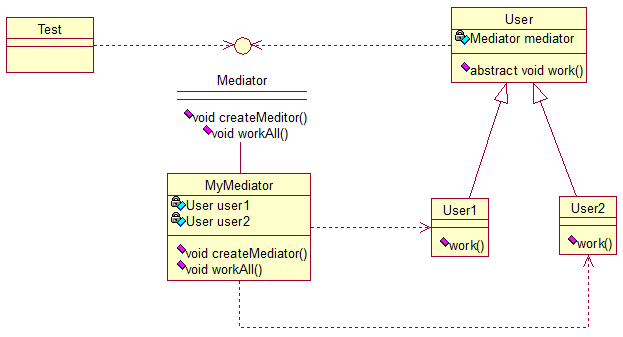 Test
User
Mediator mediator
abstract void work()
Mediator
void createMeditor()
void workAll()
MyMediator
User user1
User user2
void createMediator()
void workAll()
User1
work()
User2
work()